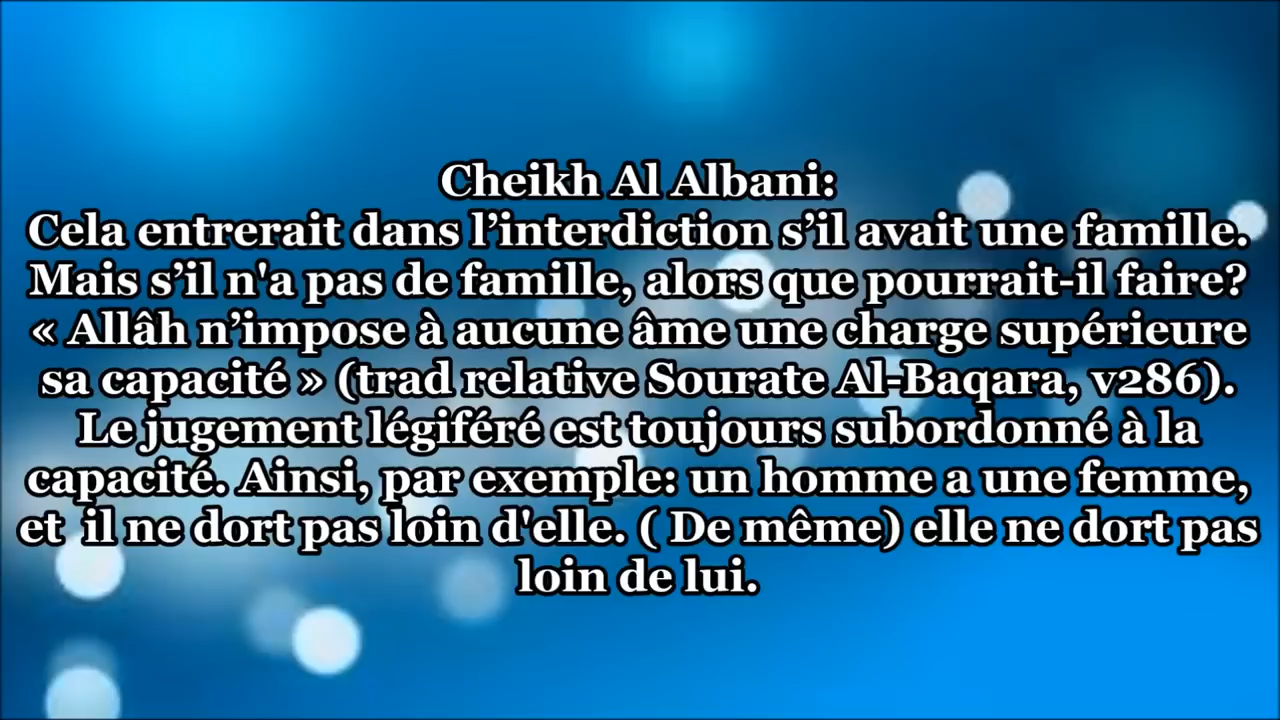 Cheikh Al Albani:
Cela entrerait dans l’interdiction s’il avait une famille.
Mais s’il n'a pas de famille, alors que pourrait-il faire?
« Allâh n’impose à aucune âme une charge supérieure
sa capacité » (trad relative Sourate Al-Baqara, v286).
Le jugement légiféré est toujours subordonné à la
capacité. Ainsi, par exemple: un homme a une femme,
et  il ne dort pas loin d'elle. ( De même) elle ne dort pas
loin de lui.